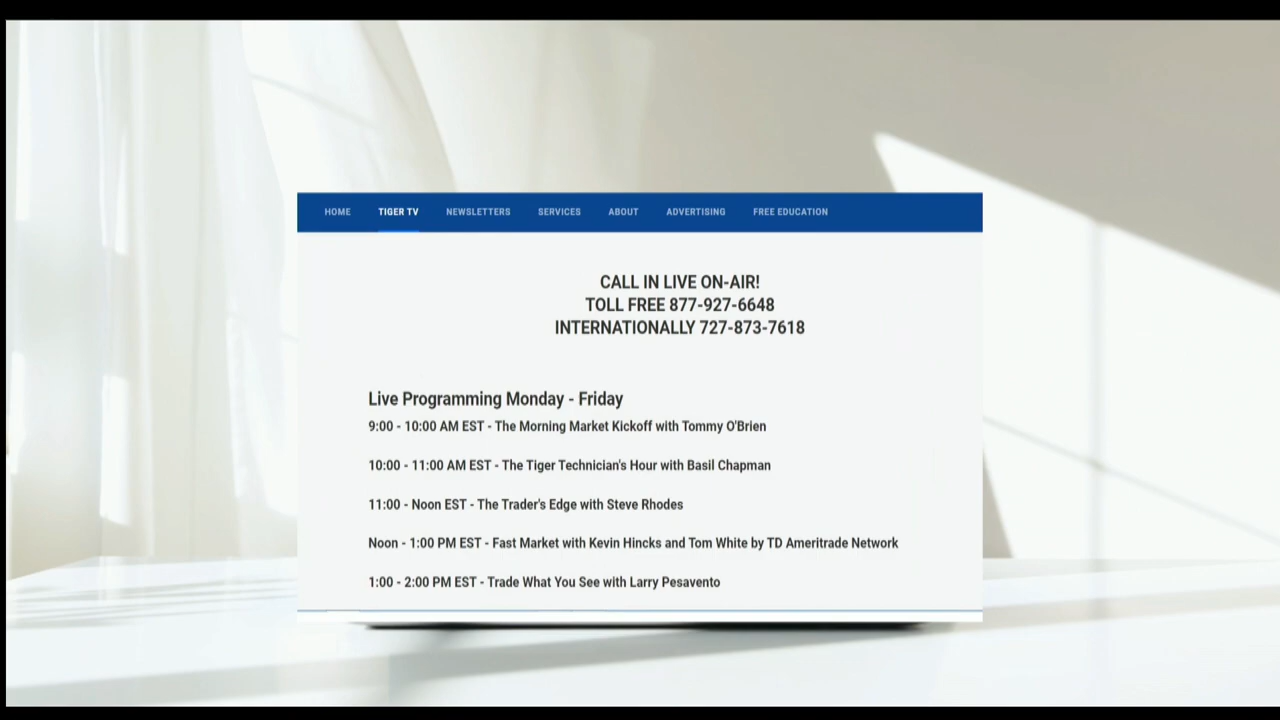 HOME TIGER TV NEWSLETTERS SERVICES ABOUT ADVERTISING FREE EDUCATION
CALL IN LIVE ON-AIR!
TOLL FREE 877-927-6648
INTERNATIONALLY 727-873-7618
Live Programming Monday - Friday
9:00 - 10:00 AM EST - The Morning Market Kickoff with Tommy O'Brien
10:00 - 11:00 AM EST - The Tiger Technician's Hour with Basil Chapman
11:00 - Noon EST - The Trader's Edge with Steve Rhodes
Noon - 1:00 PM EST - Fast Market with Kevin Hincks and Tom White by TD Ameritrade Network
1:00 - 2:00 PM EST - Trade What You See with Larry Pesavento